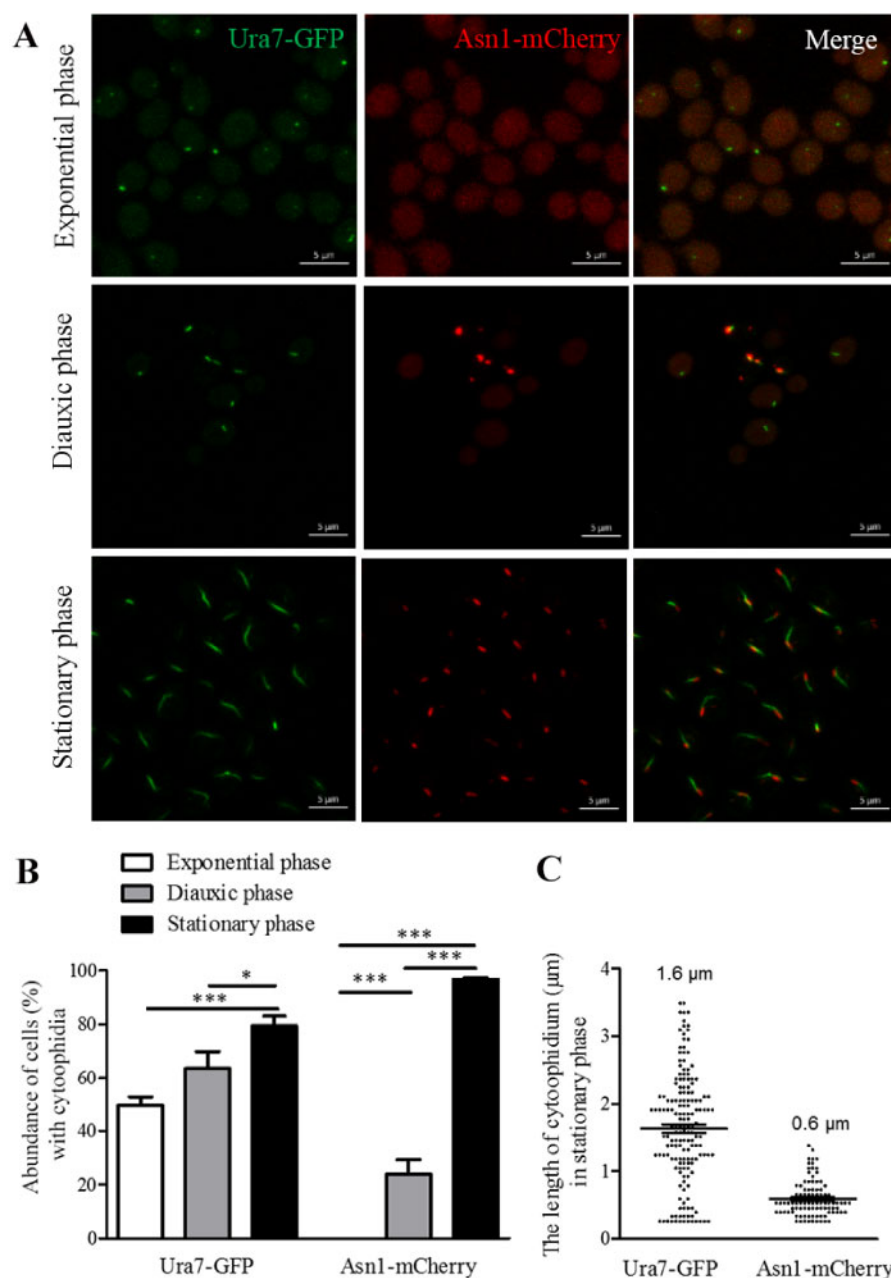 A
Ura7-GFP
Asn1-mCherry
Merge
Exponential phase
5 µm
5 µm
5 µm
Diauxic phase
5 µm
5 µm
5 µm
Stationary phase
5 µm
5 µm
5 µm
B
Exponential phase
Diauxic phase
Stationary phase
Abundance of cells (%)
with cytoophidia
100
80
60
40
20
0
***
*
***
***
***
Ura7-GFP
Asn1-mCherry
C
The length of cytoophidium (µm)
in stationary phase
4
3
2
1
0
1.6 µm
0.6 µm
Ura7-GFP
Asn1-mCherry